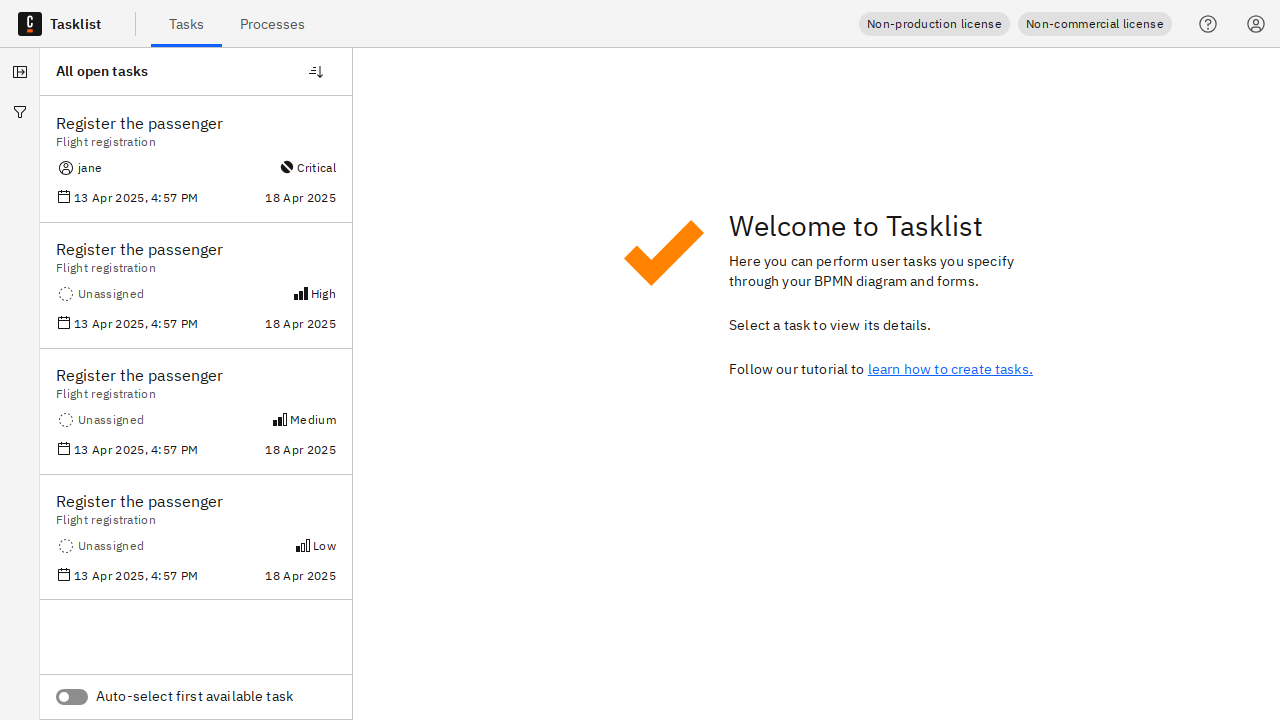 Tasklist
Tasks
Processes
Non-production license
Non-commercial license
All open tasks
Register the passenger
Flight registration
jane
Critical
13 Apr 2025, 4:57 PM
18 Apr 2025
Register the passenger
Flight registration
Unassigned
High
13 Apr 2025, 4:57 PM
18 Apr 2025
Register the passenger
Flight registration
Unassigned
Medium
13 Apr 2025, 4:57 PM
18 Apr 2025
Register the passenger
Flight registration
Unassigned
Low
13 Apr 2025, 4:57 PM
18 Apr 2025
Auto-select first available task
Welcome to Tasklist
Here you can perform user tasks you specify
through your BPMN diagram and forms.
Select a task to view its details.
Follow our tutorial to learn how to create tasks.